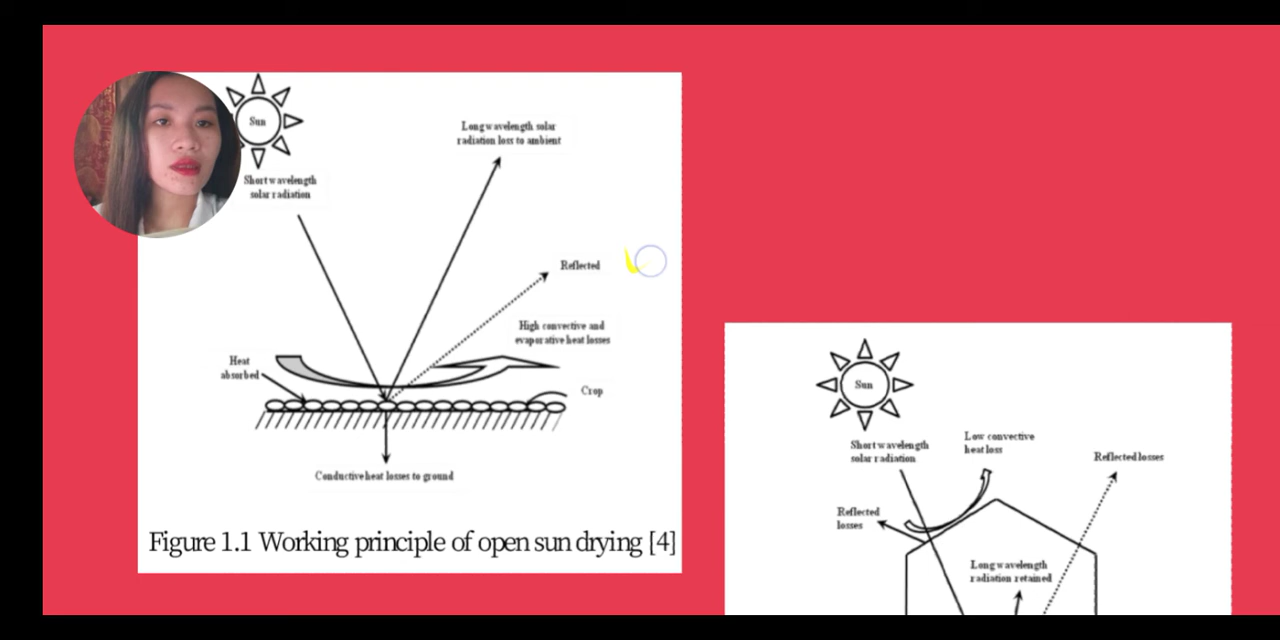 Sun
Short wavelength
solar radiation
Long wavelength solar
radiation loss to ambient
Reflected
High convective and
evaporative heat losses
Heat
absorbed
Crop
Conductive heat losses to ground
Figure 1.1 Working principle of open sun drying [4]
Sun
Short wavelength
solar radiation
Low convective
heat loss
Reflected losses
Reflected
losses
Long wavelength
radiation retained